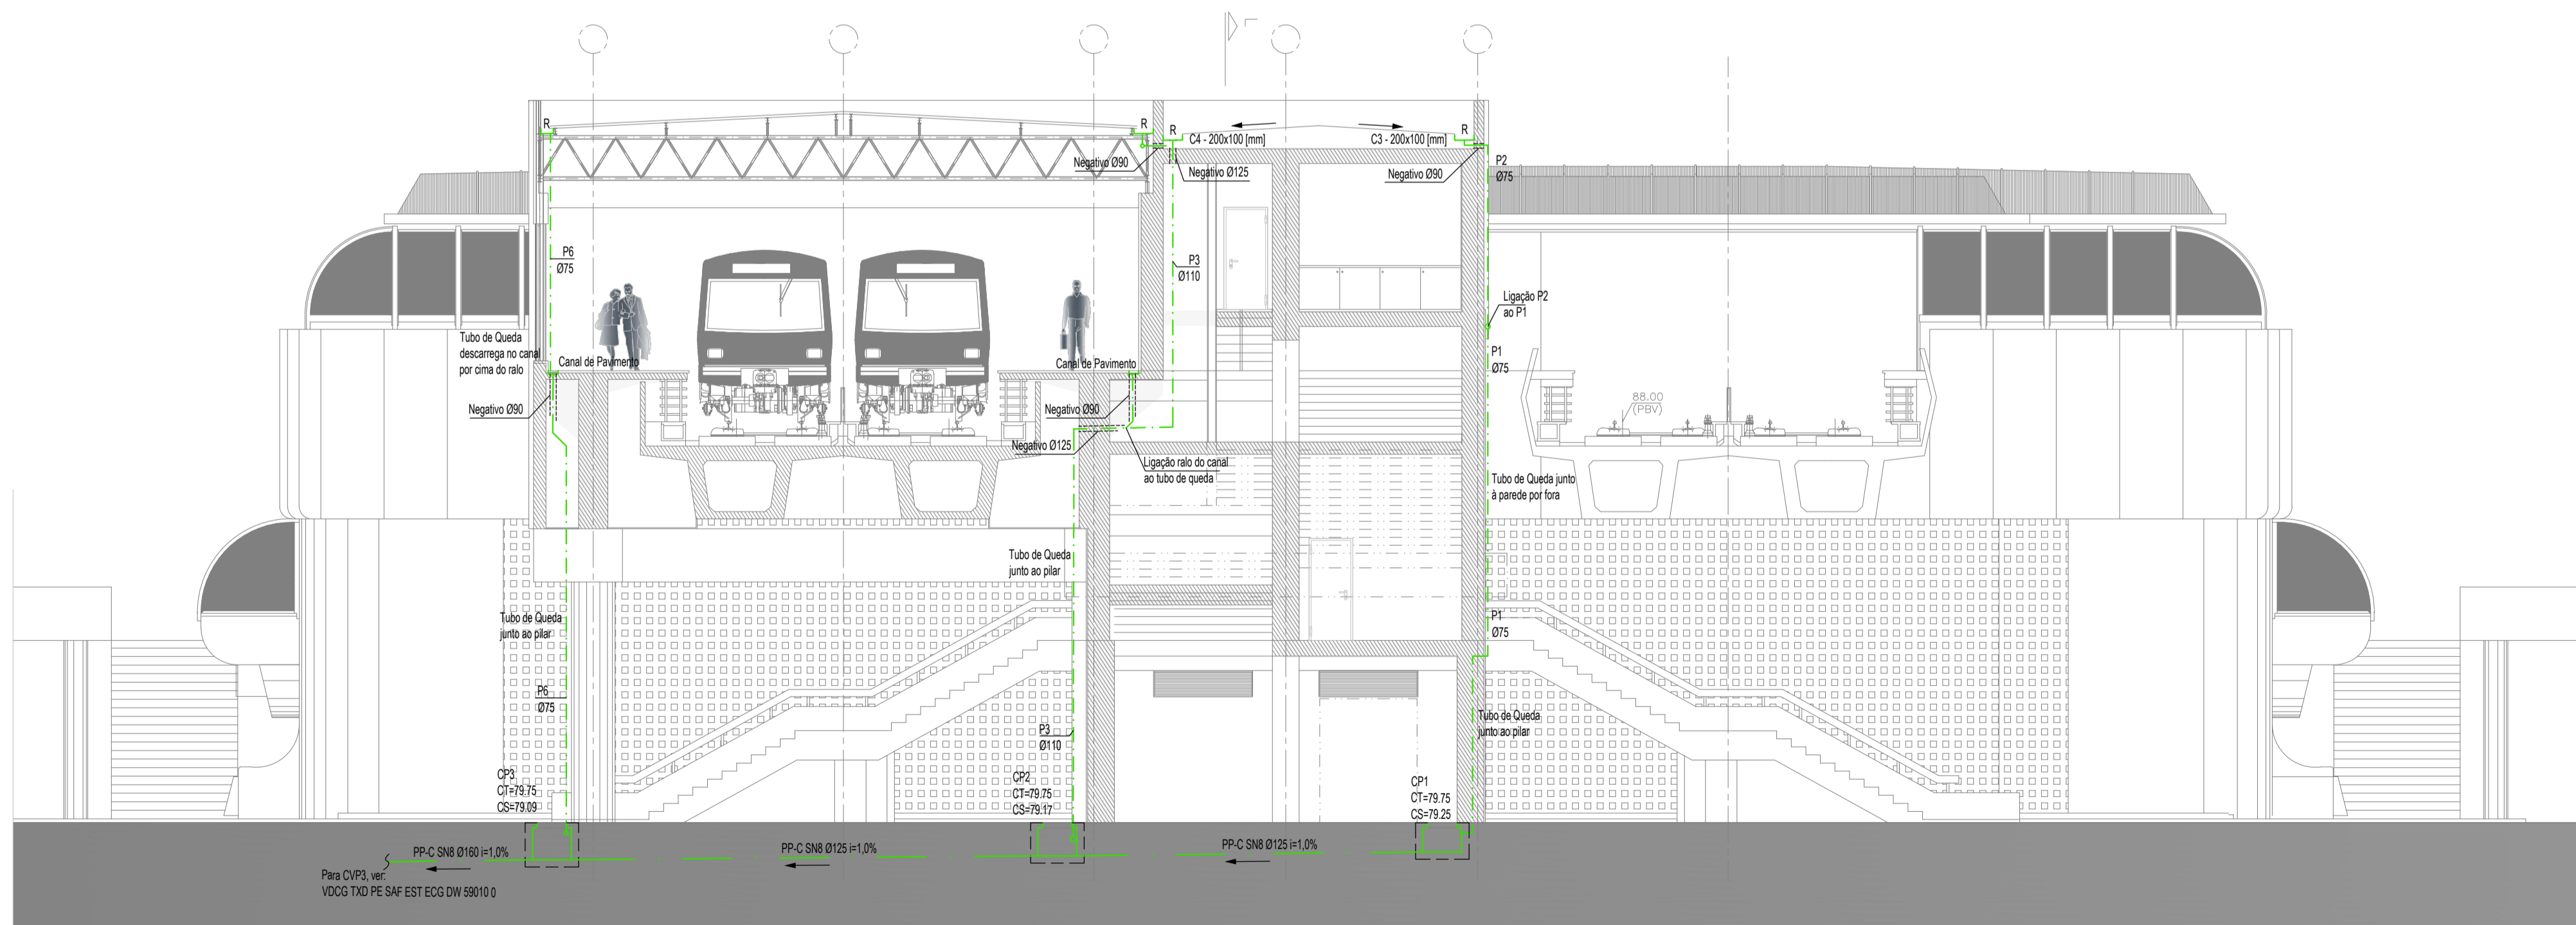 R
R
R
C4 - 200x100 [mm]
C3 - 200x100 [mm]
R
Negativo Ø90
Negativo Ø125
Negativo Ø90
P2
Ø75
P6
Ø75
P3
Ø110
Ligação P2
ao P1
Tubo de Queda
descarrega no canal
por cima do ralo
Canal de Pavimento
Canal de Pavimento
P1
Ø75
88.00
(PBV)
Negativo Ø90
Negativo Ø90
Negativo Ø125
Ligação ralo do canal
ao tubo de queda
Tubo de Queda junto
à parede por fora
Tubo de Queda
junto ao pilar
Tubo de Queda
junto ao pilar
P1
Ø75
P6
Ø75
P3
Ø110
Tubo de Queda
junto ao pilar
CP3
CT=79.75
CS=79.09
CP2
CT=79.75
CS=79.17
CP1
CT=79.75
CS=79.25
PP-C SN8 Ø160 i=1,0%
PP-C SN8 Ø125 i=1,0%
PP-C SN8 Ø125 i=1,0%
Para CVP3, ver:
VDCG TXD PE SAF EST ECG DW 59010 0